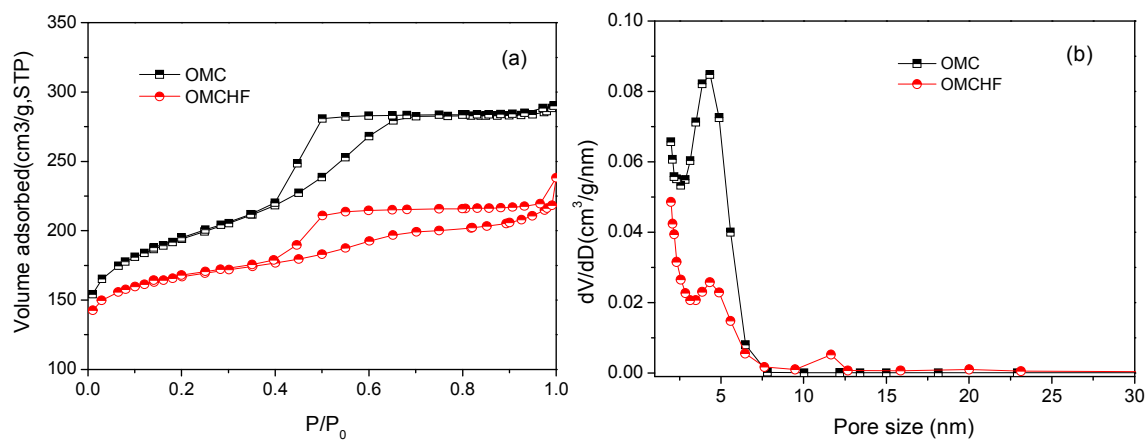 350
300
250
200
150
100
Volume adsorbed(cm3/g,STP)
OMC
OMCHF
(a)
0.0 0.2 0.4 0.6 0.8 1.0
P/P₀
0.10
0.08
0.06
0.04
0.02
0.00
dV/dD(cm³/g/nm)
OMC
OMCHF
(b)
5 10 15 20 25 30
Pore size (nm)